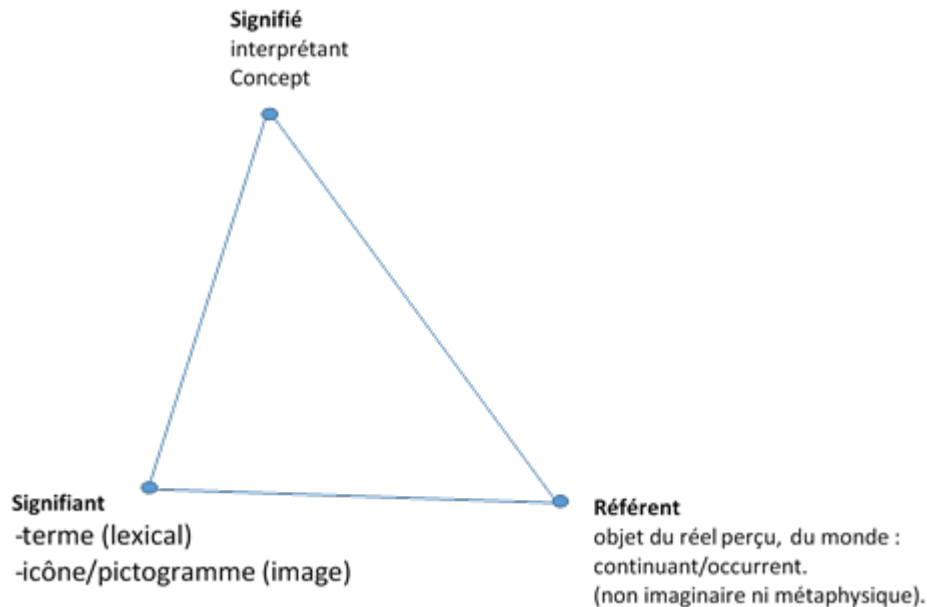 Signifié
interprétant
Concept
Signifiant
-terme (lexical)
-icône/pictogramme (image)
Référent
objet du réel perçu, du monde :
continuant/occurrent.
(non imaginaire ni métaphysique).